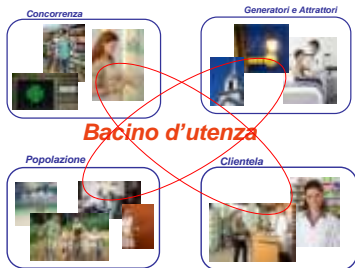 Concorrenza
Generatori e Attrattori
Bacino d'utenza
Popolazione
Clientela